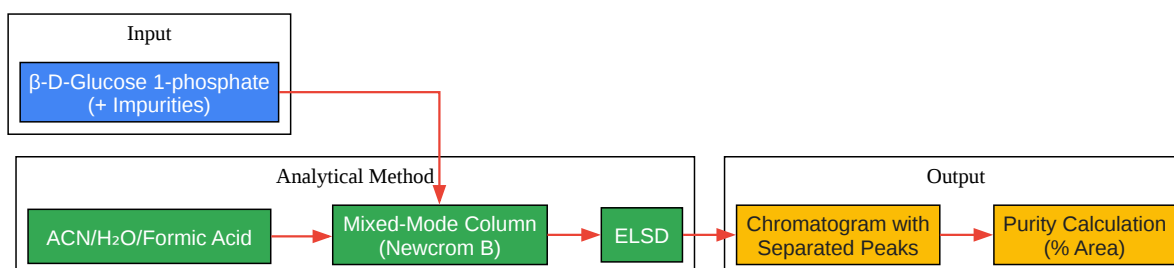 Input
β-D-Glucose 1-phosphate
(+ Impurities)
Analytical Method
ACN/H₂O/Formic Acid
Mixed-Mode Column
(Newcrom B)
ELSD
Output
Chromatogram with
Separated Peaks
Purity Calculation
(% Area)